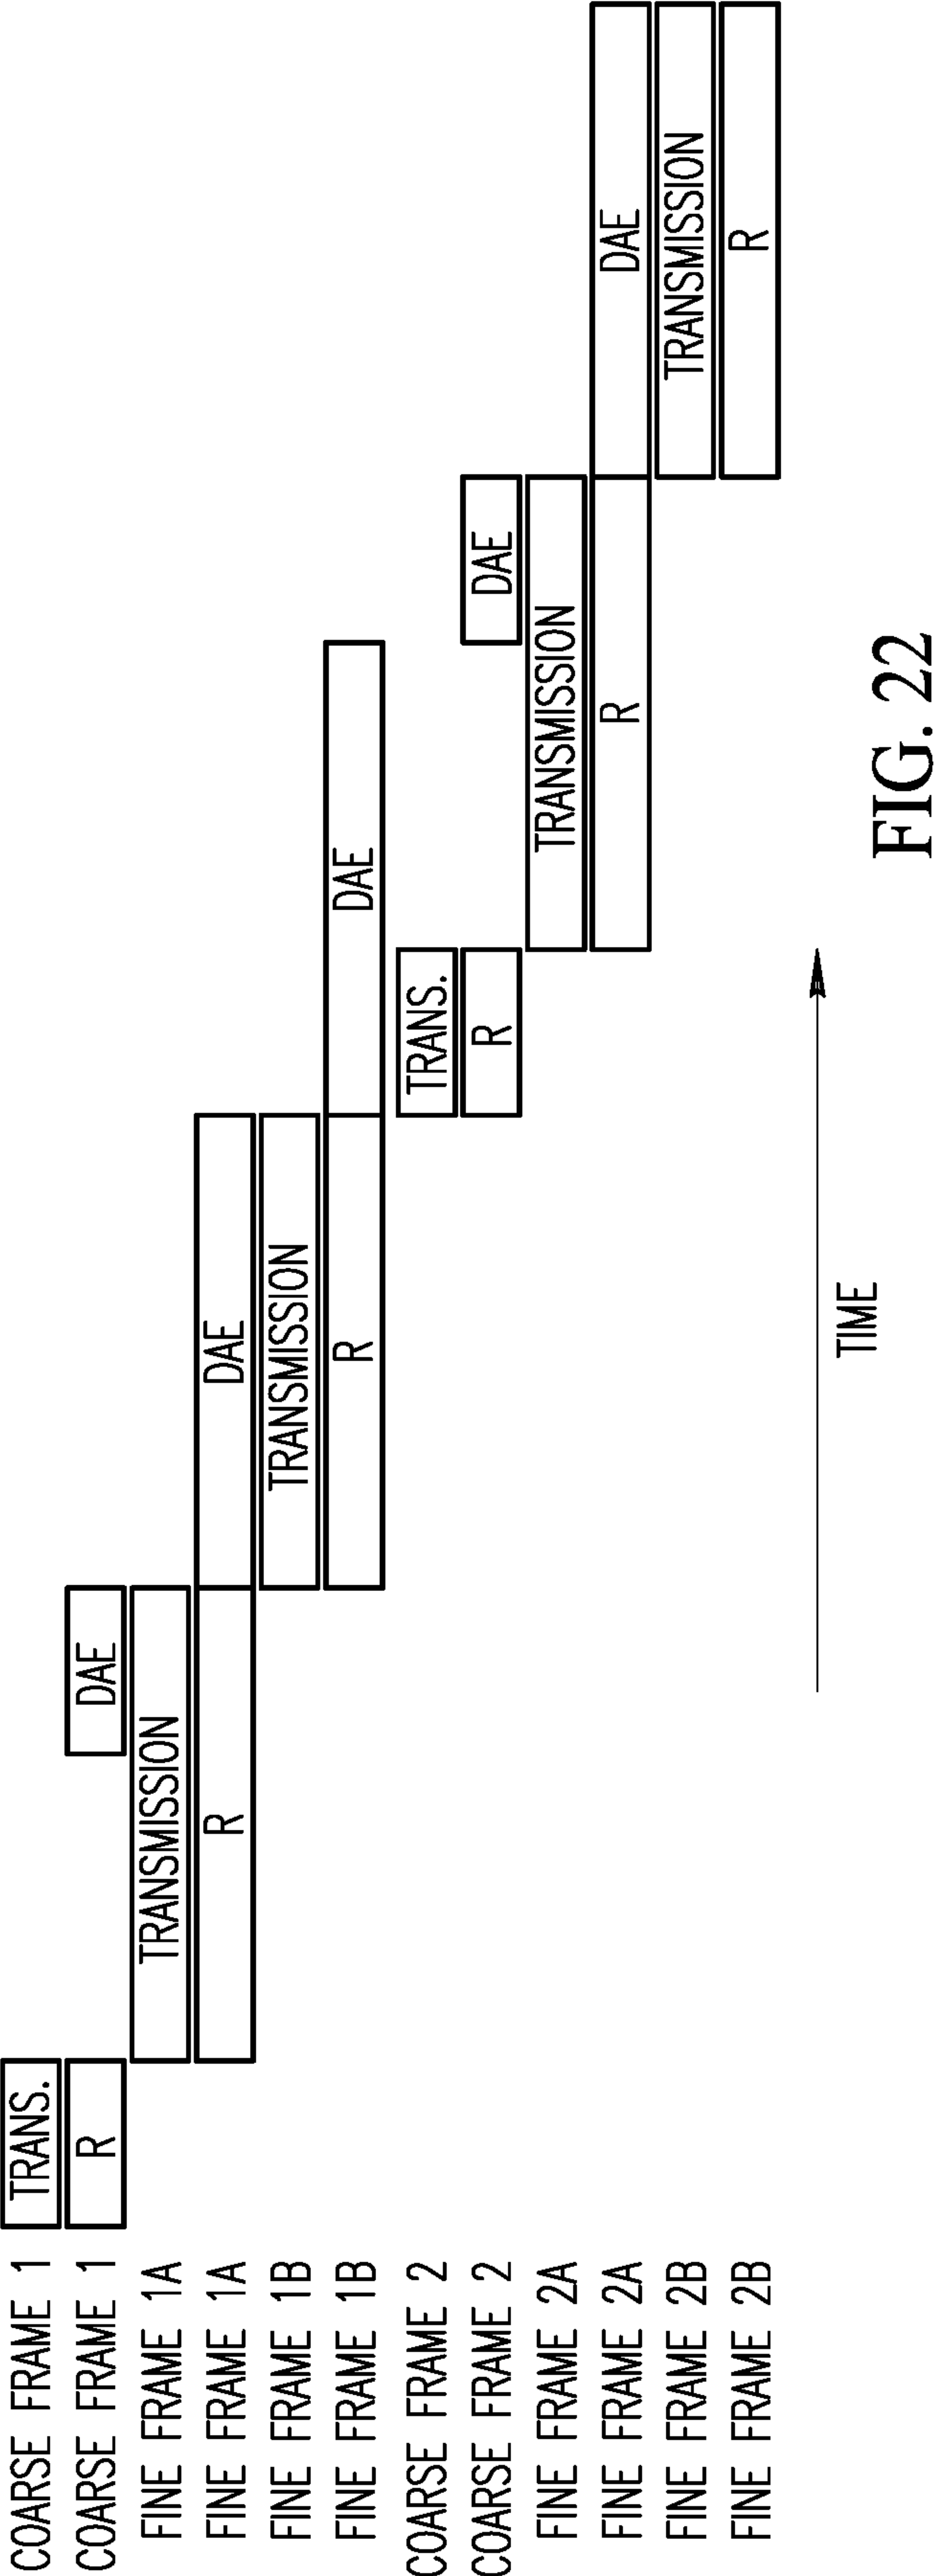 COARSE FRAME 1 TRANS.
COARSE FRAME 1 R DAE
FINE FRAME 1A TRANSMISSION
FINE FRAME 1A R DAE
FINE FRAME 1B TRANSMISSION
FINE FRAME 1B R DAE
COARSE FRAME 2 TRANS.
COARSE FRAME 2 R DAE
FINE FRAME 2A TRANSMISSION
FINE FRAME 2A R DAE
FINE FRAME 2B TRANSMISSION
FINE FRAME 2B R
TIME
FIG. 22